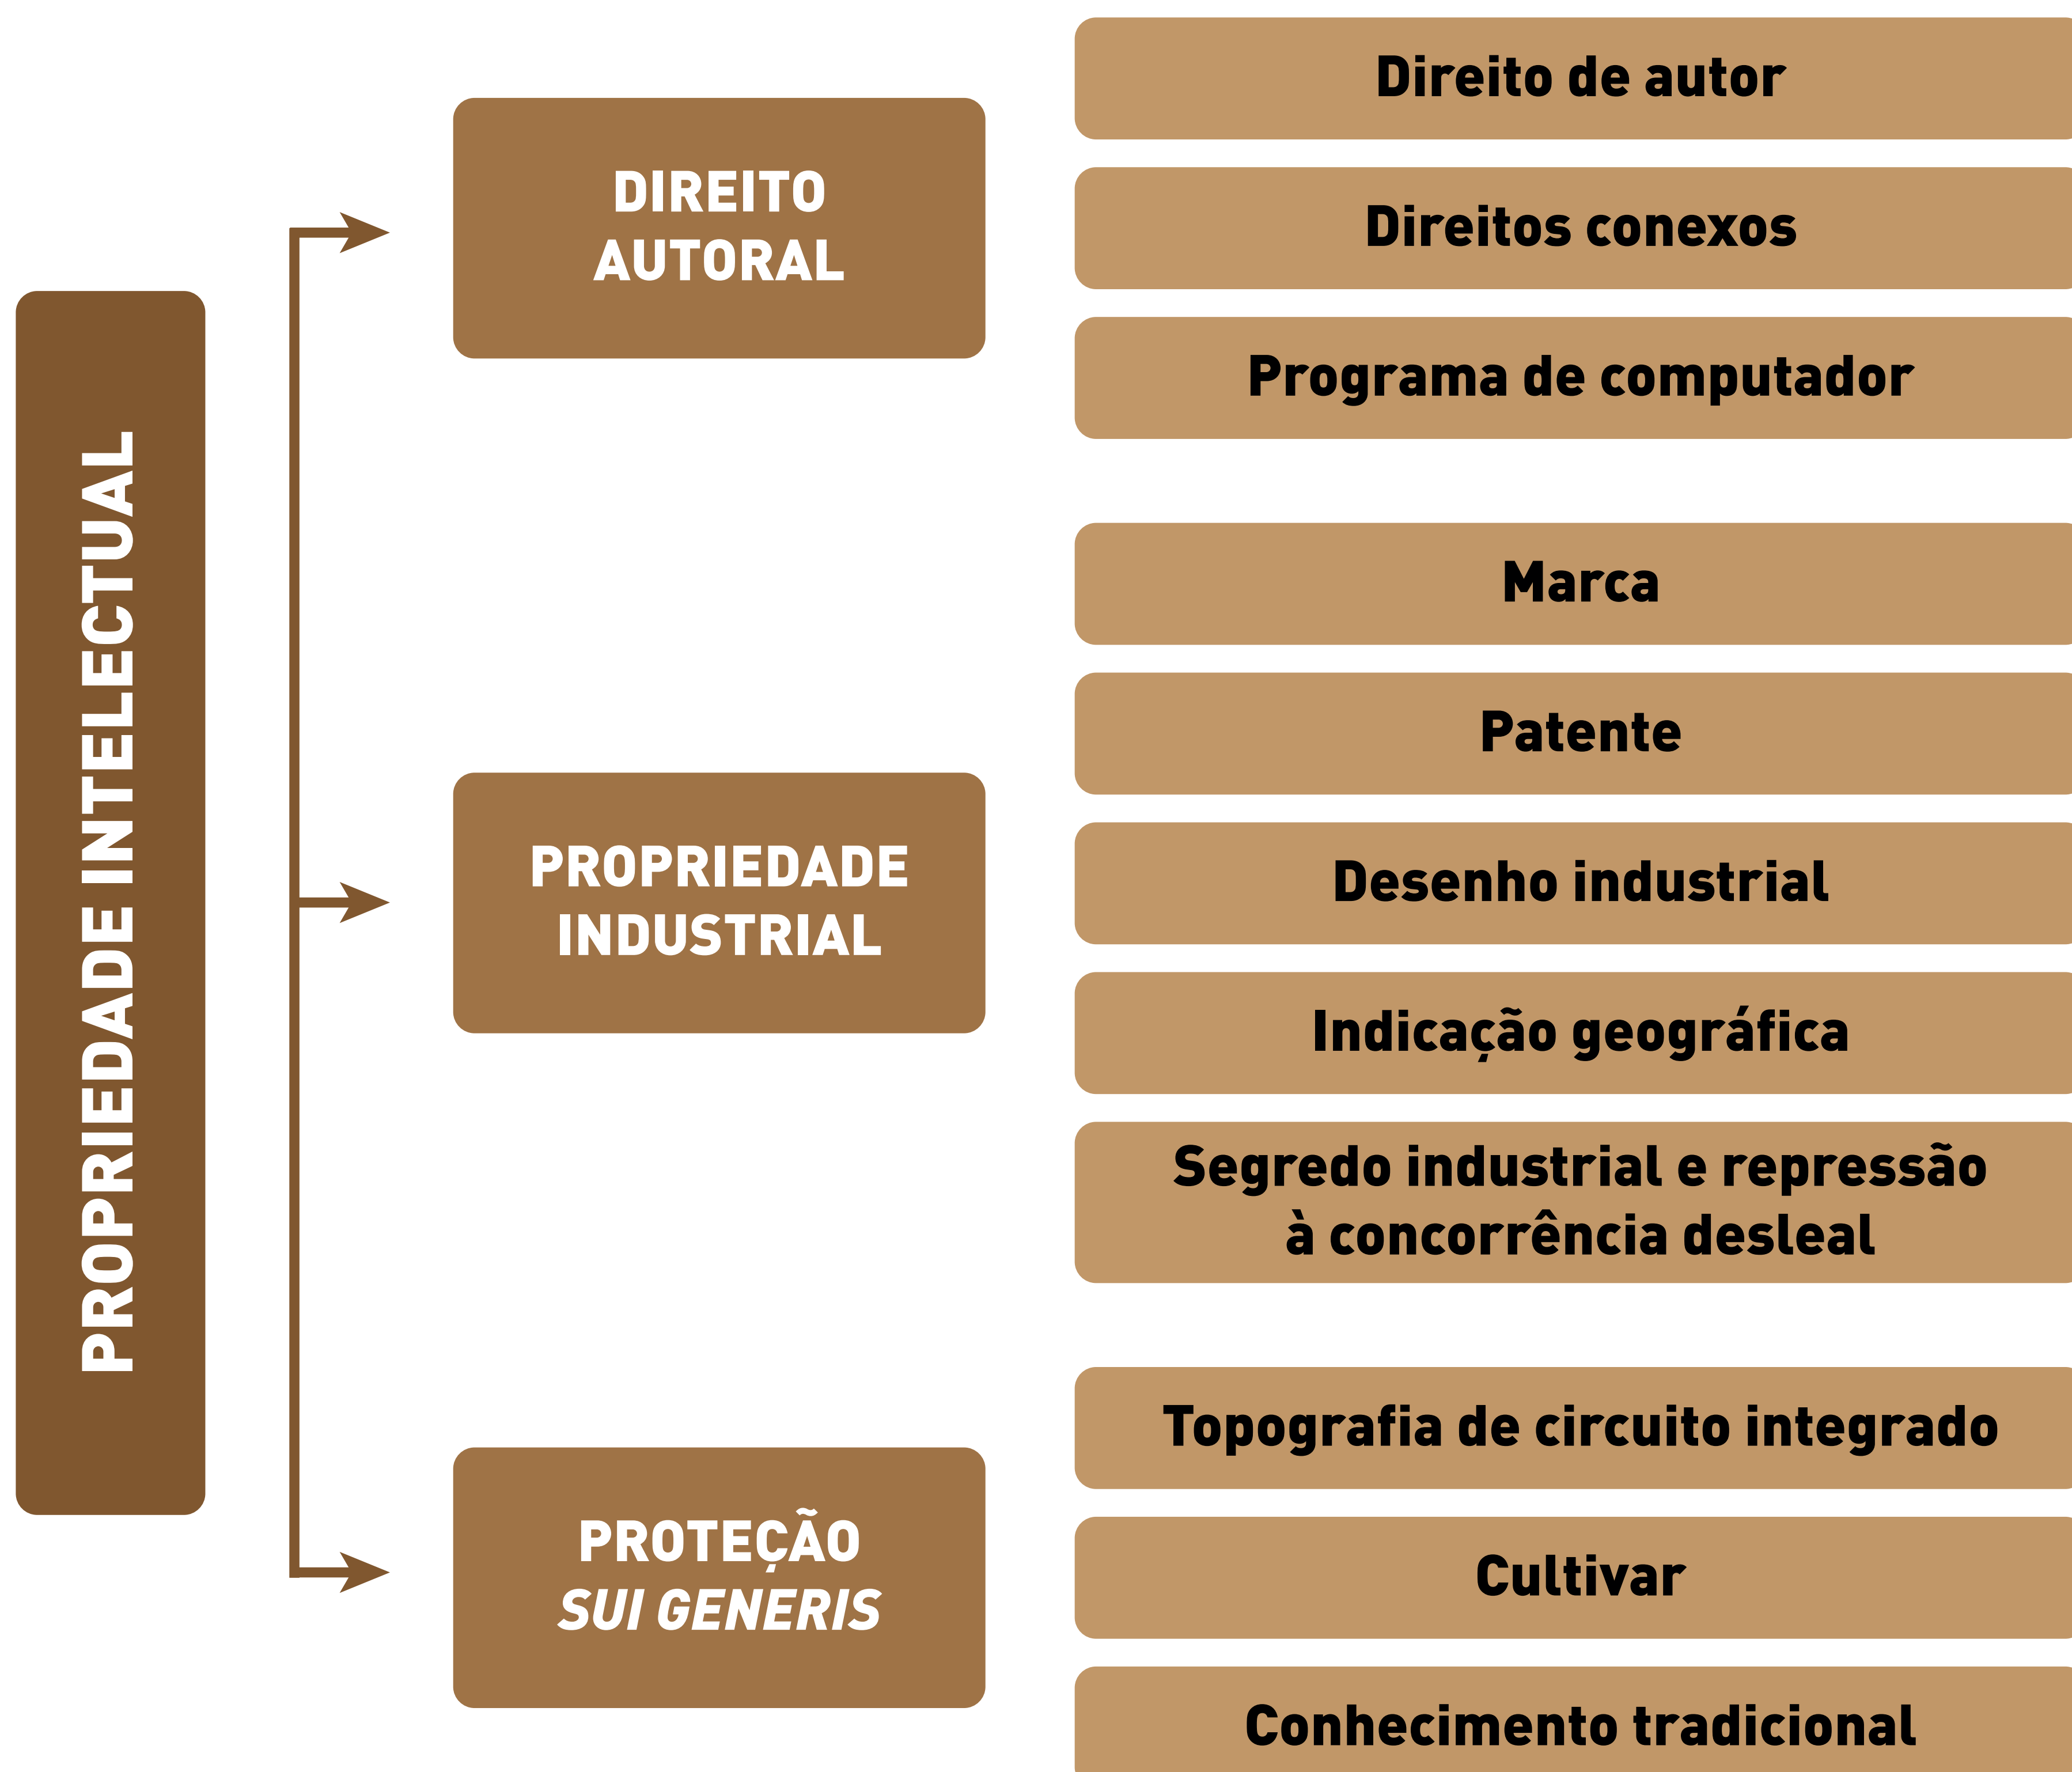 PROPRIEDADE INTELECTUAL
DIREITO
AUTORAL
Direito de autor
Direitos conexos
Programa de computador
PROPRIEDADE
INDUSTRIAL
Marca
Patente
Desenho industrial
Indicação geográfica
Segredo industrial e repressão
à concorrência desleal
PROTEÇÃO
SUI GENERIS
Topografia de circuito integrado
Cultivar
Conhecimento tradicional